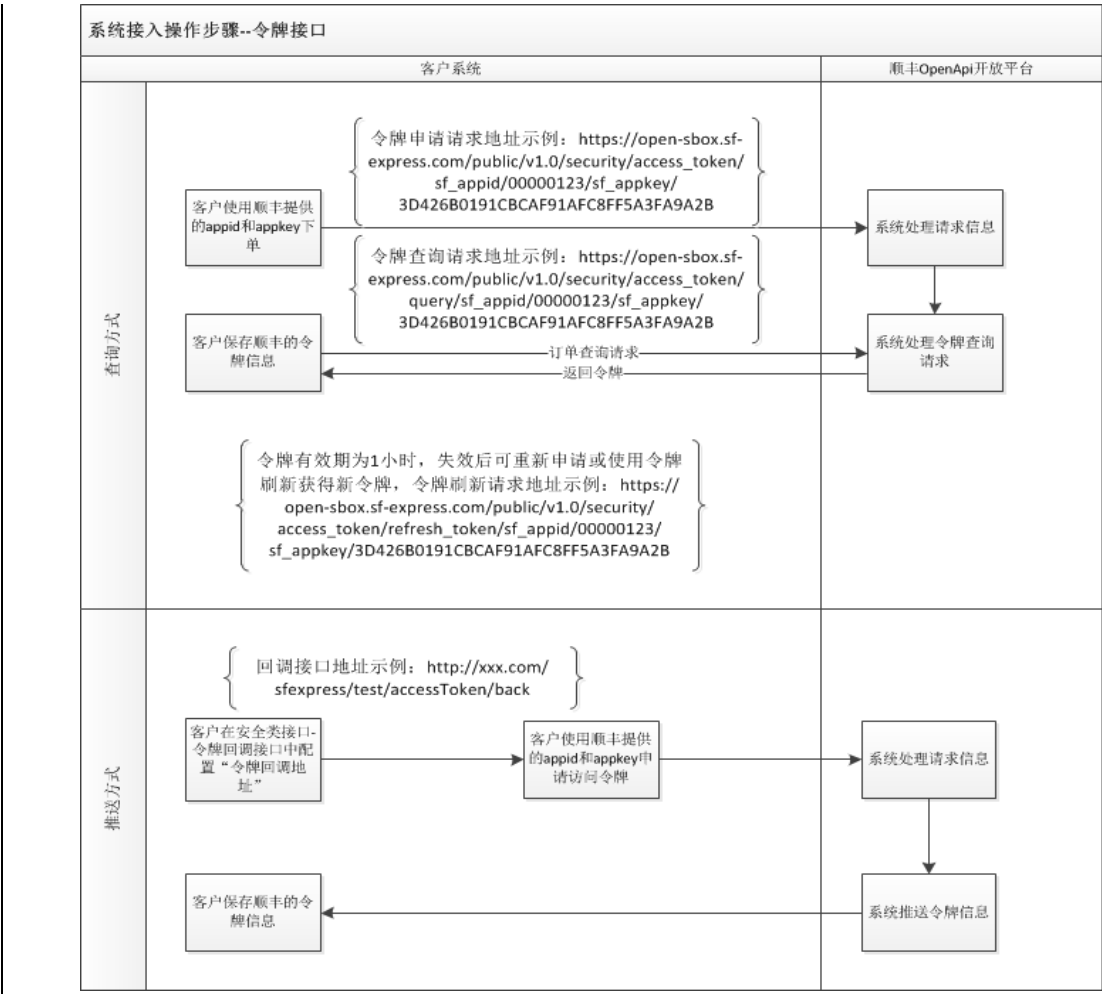 系统接入操作步骤--令牌接口
客户系统
顺丰OpenApi开放平台
查询方式
令牌申请请求地址示例：https://open-sbox.sf-
express.com/public/v1.0/security/access_token/
sf_appid/00000123/sf_appkey/
3D426B0191CBCAF91AFC8FF5A3FA9A2B
客户使用顺丰提供
的appid和appkey下
单
系统处理请求信息
令牌查询请求地址示例：https://open-sbox.sf-
express.com/public/v1.0/security/access_token/
query/sf_appid/00000123/sf_appkey/
3D426B0191CBCAF91AFC8FF5A3FA9A2B
客户保存顺丰的令
牌信息
订单查询请求
返回令牌
系统处理令牌查询
请求
令牌有效期为1小时，失效后可重新申请或使用令牌
刷新获得新令牌，令牌刷新请求地址示例：https://
open-sbox.sf-express.com/public/v1.0/security/
access_token/refresh_token/sf_appid/00000123/
sf_appkey/3D426B0191CBCAF91AFC8FF5A3FA9A2B
推送方式
回调接口地址示例：http://xxx.com/
sfexpress/test/accessToken/back
客户在安全类接口-
令牌回调接口中配
置“令牌回调地
址”
客户使用顺丰提供
的appid和appkey申
请访问令牌
系统处理请求信息
客户保存顺丰的令
牌信息
系统推送令牌信息